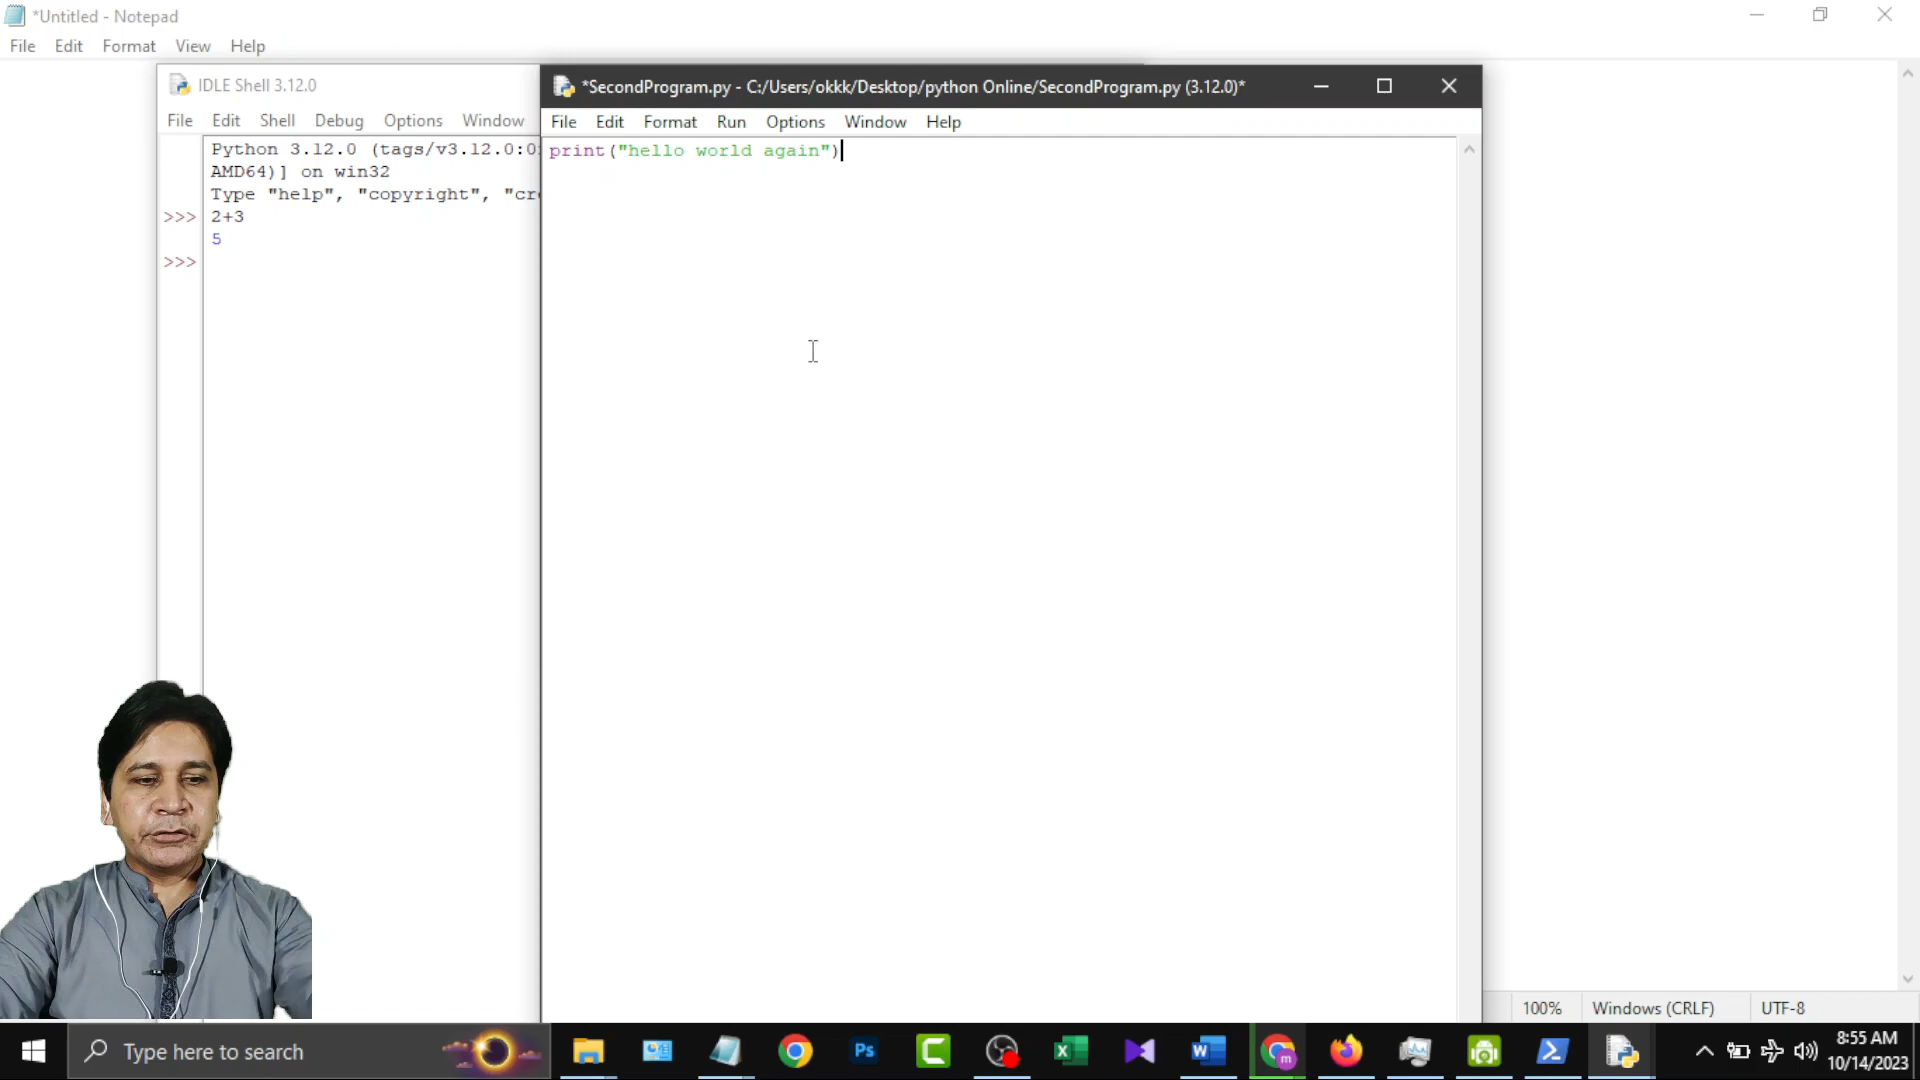 *Untitled - Notepad
File Edit Format View Help
IDLE Shell 3.12.0
File Edit Shell Debug Options Window
Python 3.12.0 (tags/v3.12.0:0
AMD64)] on win32
Type "help", "copyright", "cre
>>> 2+3
5
>>>
*SecondProgram.py - C:/Users/okkk/Desktop/python Online/SecondProgram.py (3.12.0)*
File Edit Format Run Options Window Help
print("hello world again")
100% Windows (CRLF) UTF-8
Type here to search
Ps
8:55 AM
10/14/2023